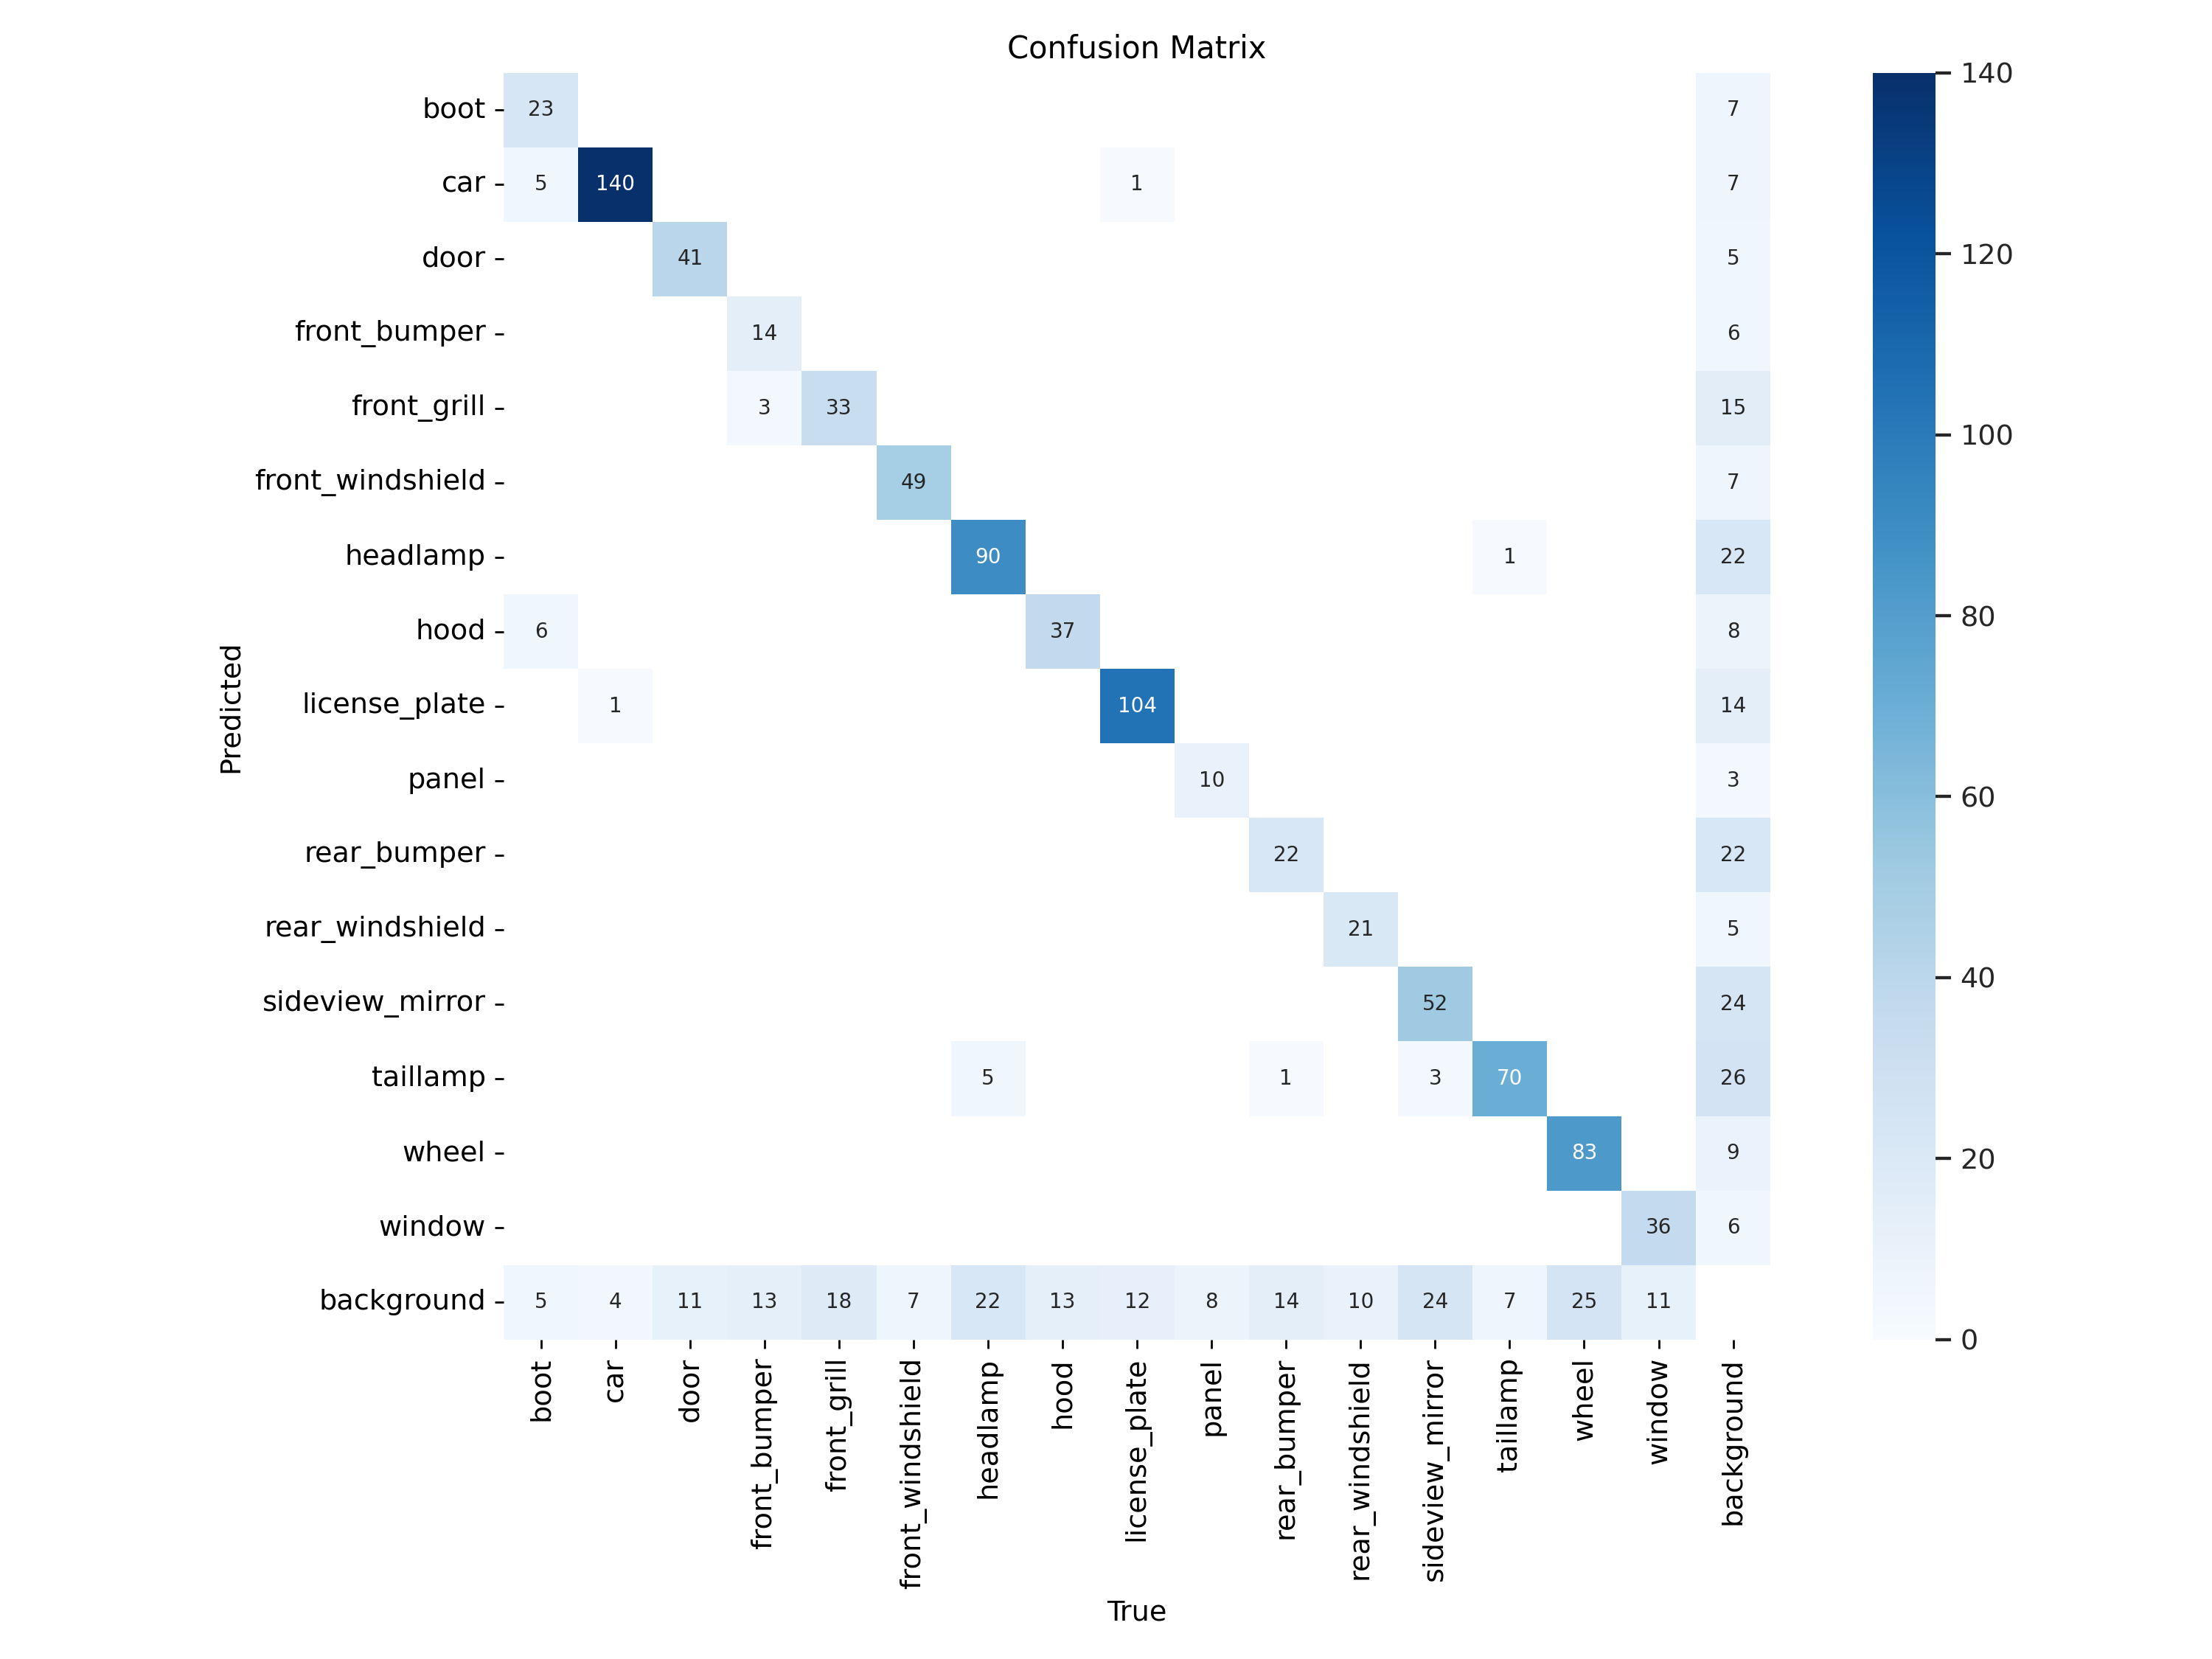 Confusion Matrix
boot 23 7
car 5 140 1 7
door 41 5
front_bumper 14 6
front_grill 3 33 15
front_windshield 49 7
headlamp 90 1 22
hood 6 37 8
license_plate 1 104 14
panel 10 3
rear_bumper 22 22
rear_windshield 21 5
sideview_mirror 52 24
taillamp 5 1 3 70 26
wheel 83 9
window 36 6
background 5 4 11 13 18 7 22 13 12 8 14 10 24 7 25 11
Predicted
boot
car
door
front_bumper
front_grill
front_windshield
headlamp
hood
license_plate
panel
rear_bumper
rear_windshield
sideview_mirror
taillamp
wheel
window
background
True
140
120
100
80
60
40
20
0